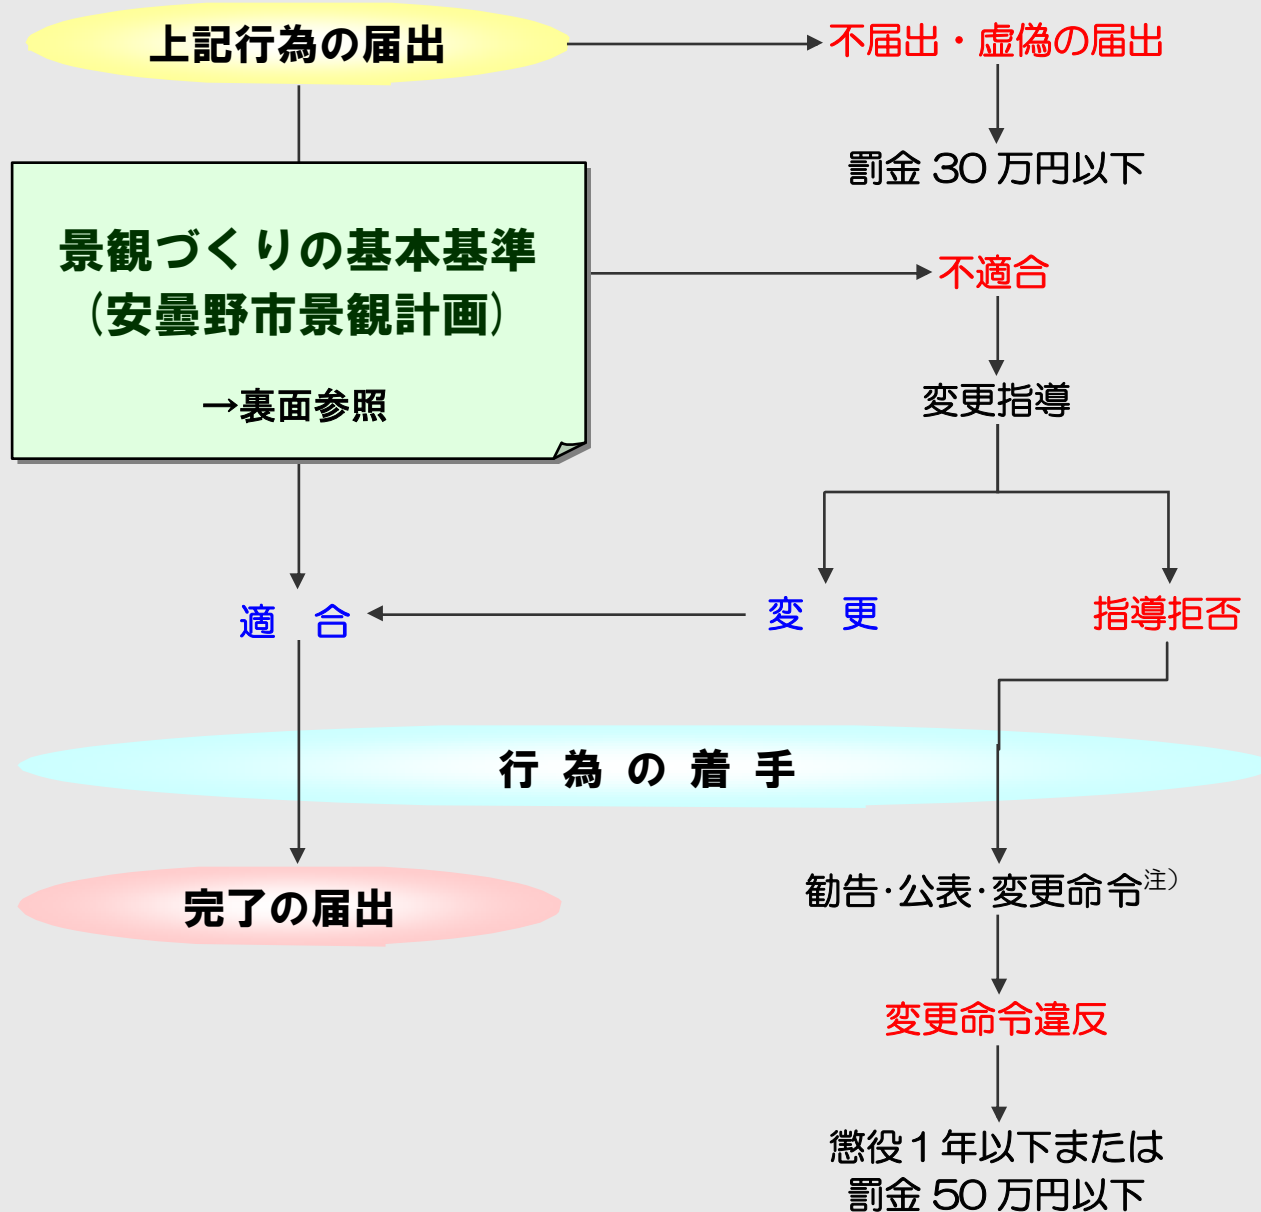 上記行為の届出
不届出・虚偽の届出
罰金 30 万円以下
景観づくりの基本基準
（安曇野市景観計画）
→裏面参照
不適合
変更指導
適　合
変　更
指導拒否
行 為 の 着 手
完了の届出
勧告・公表・変更命令注）
変更命令違反
懲役１年以下または
罰金 50 万円以下